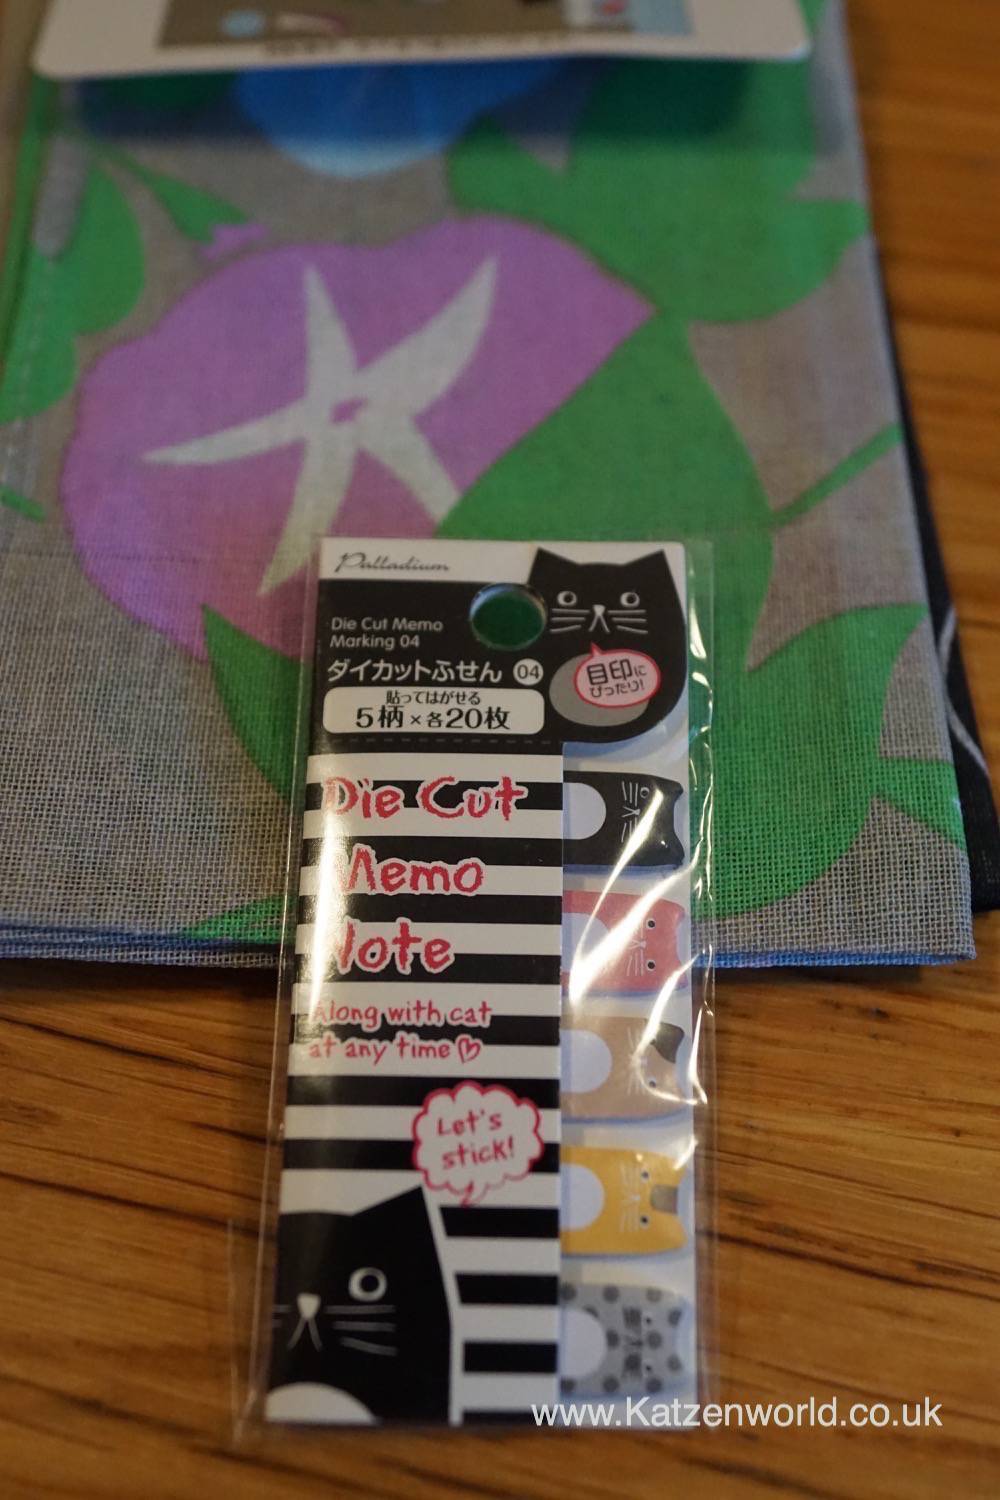 Palladium
Die Cut Memo
Marking 04
ダイカットふせん 04
貼ってはがせる
5柄×各20枚
目印に
ぴったり!
Die Cut
Memo
Note
Along with cat
at any time
Let's
stick!
www.Katzenworld.co.uk